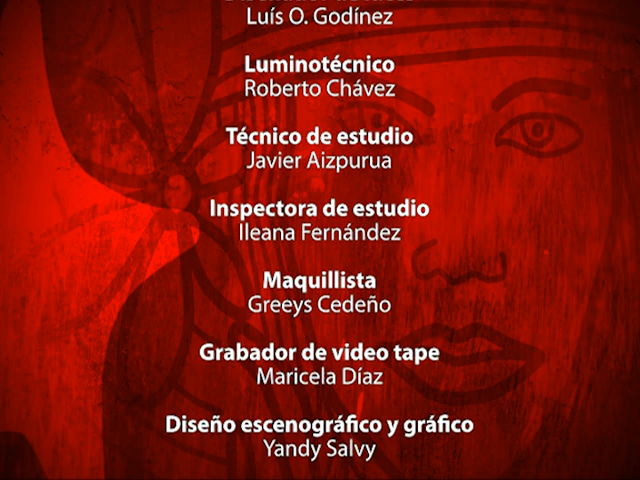 Luís O. Godínez
Luminotécnico
Roberto Chávez
Técnico de estudio
Javier Aizpurua
Inspectora de estudio
Ileana Fernández
Maquillista
Greeys Cedeño
Grabador de video tape
Maricela Díaz
Diseño escenográfico y gráfico
Yandy Salvy